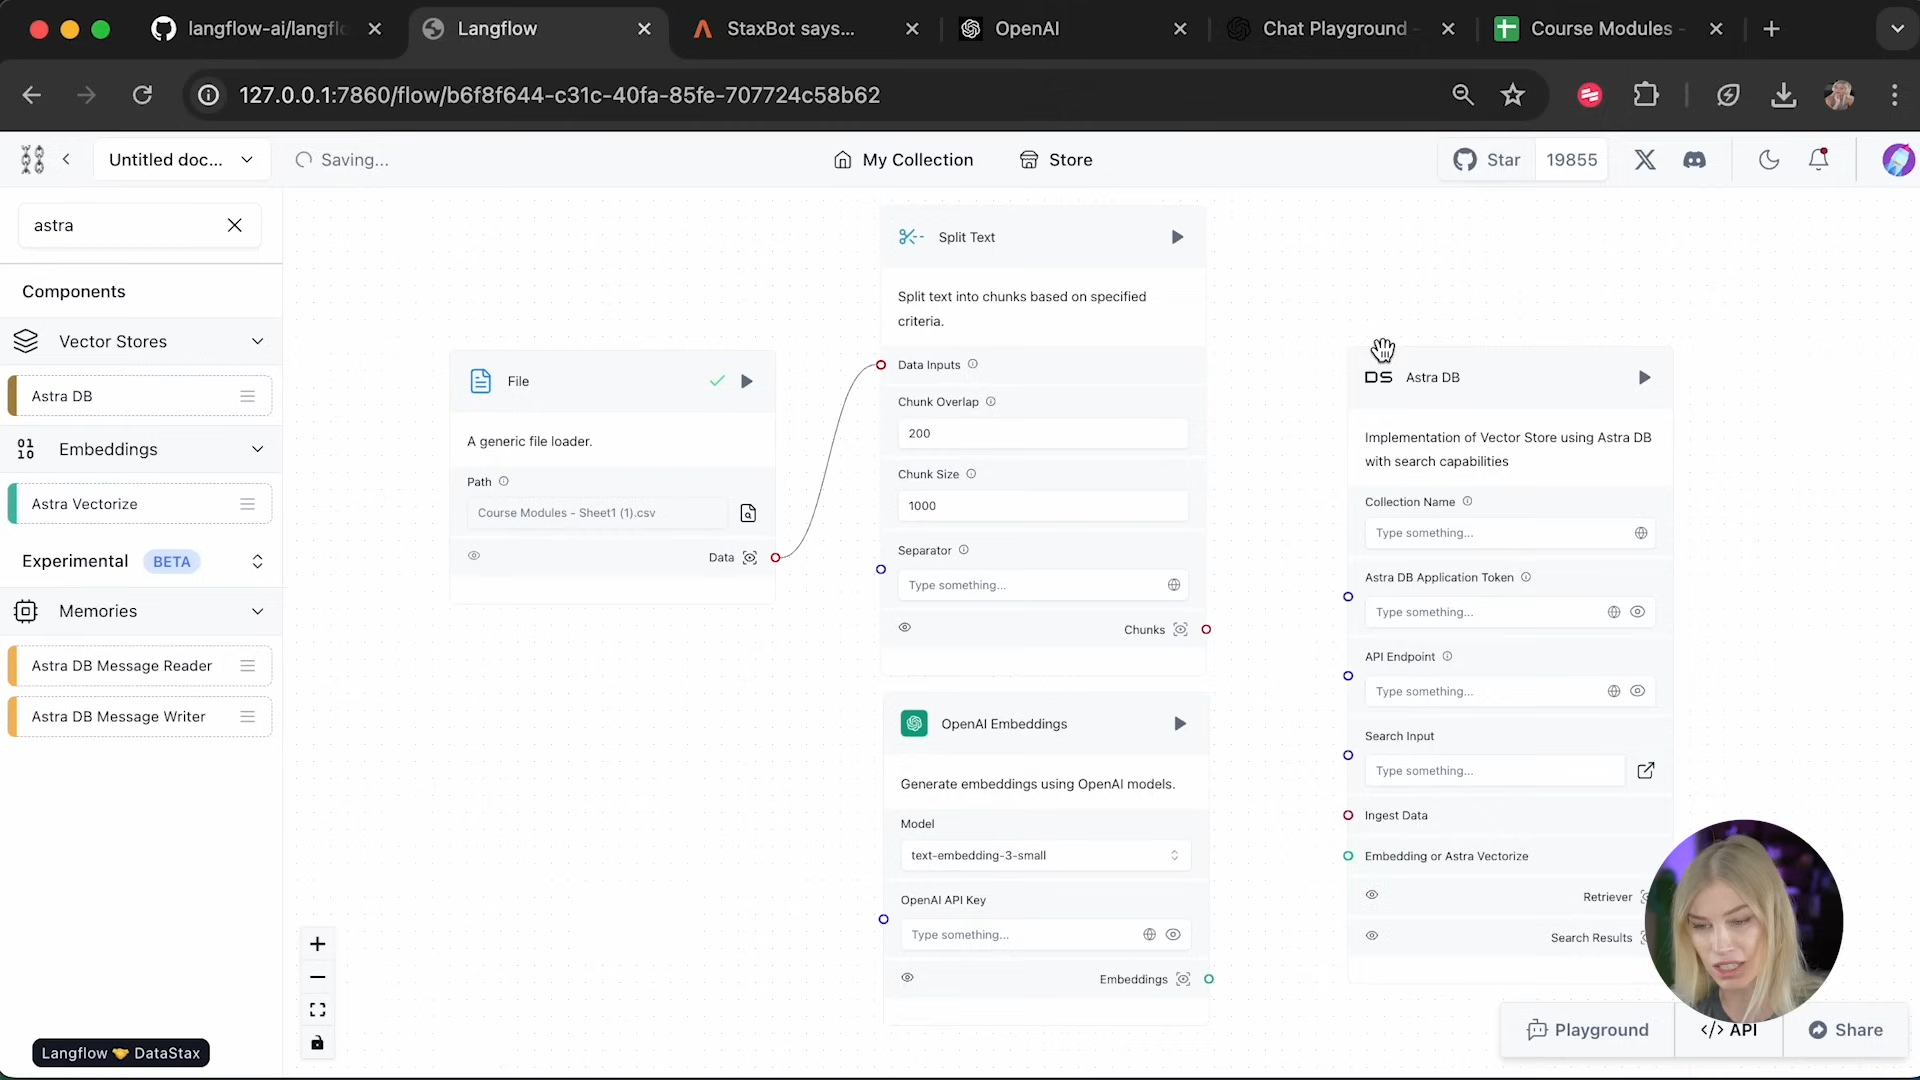 langflow-ai/langfl
Langflow
StaxBot says...
OpenAI
Chat Playground -
Course Modules -
127.0.0.1:7860/flow/b6f8f644-c31c-40fa-85fe-707724c58b62
Untitled doc...
Saving...
My Collection
Store
Star
19855
astra
Components
Vector Stores
Astra DB
Embeddings
Astra Vectorize
Experimental
BETA
Memories
Astra DB Message Reader
Astra DB Message Writer
File
A generic file loader.
Path
Course Modules - Sheet1 (1).csv
Data
Split Text
Split text into chunks based on specified
criteria.
Data Inputs
Chunk Overlap
200
Chunk Size
1000
Separator
Type something...
Chunks
OpenAI Embeddings
Generate embeddings using OpenAI models.
Model
text-embedding-3-small
OpenAI API Key
Type something...
Embeddings
DS
Astra DB
Implementation of Vector Store using Astra DB
with search capabilities
Collection Name
Type something...
Astra DB Application Token
Type something...
API Endpoint
Type something...
Search Input
Type something...
Ingest Data
Embedding or Astra Vectorize
Retriever
Search Results
Playground
</> API
Share
Langflow 🤝 DataStax